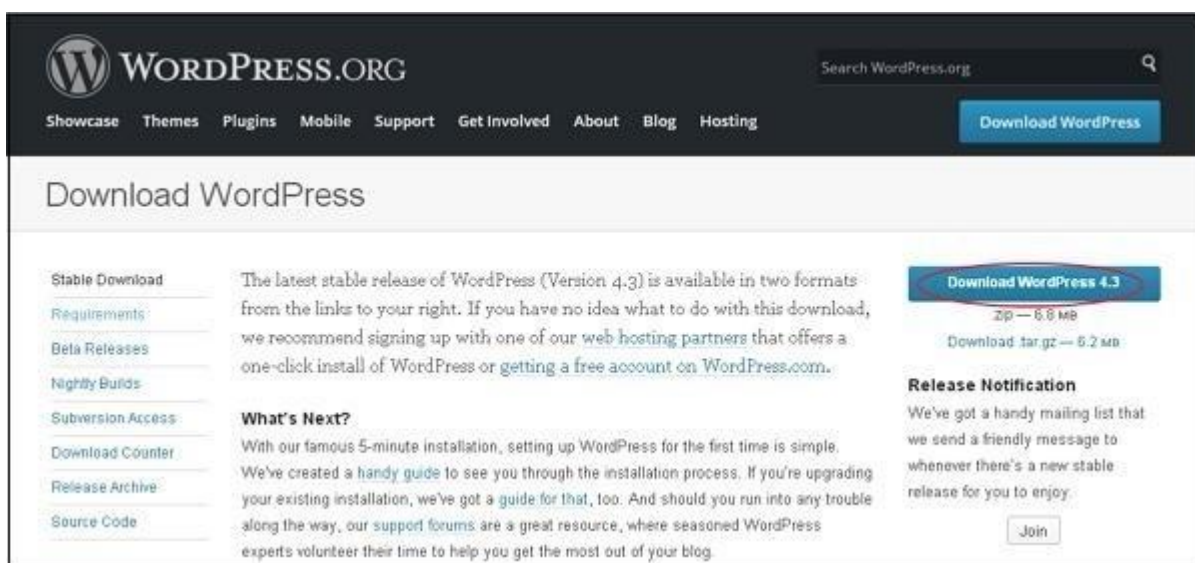 WORDPRESS.ORG
Search WordPress.org
Showcase Themes Plugins Mobile Support Get Involved About Blog Hosting
Download WordPress
Download WordPress
Stable Download
Requirements
Beta Releases
Nightly Builds
Subversion Access
Download Counter
Release Archive
Source Code
The latest stable release of WordPress (Version 4.3) is available in two formats
from the links to your right. If you have no idea what to do with this download,
we recommend signing up with one of our web hosting partners that offers a
one-click install of WordPress or getting a free account on WordPress.com.
What's Next?
With our famous 5-minute installation, setting up WordPress for the first time is simple.
We've created a handy guide to see you through the installation process. If you're upgrading
your existing installation, we've got a guide for that, too. And should you run into any trouble
along the way, our support forums are a great resource, where seasoned WordPress
experts volunteer their time to help you get the most out of your blog.
Download WordPress 4.3
.zip — 6.8 MB
Download .tar.gz — 6.2 MB
Release Notification
We've got a handy mailing list that
we send a friendly message to
whenever there's a new stable
release for you to enjoy.
Join